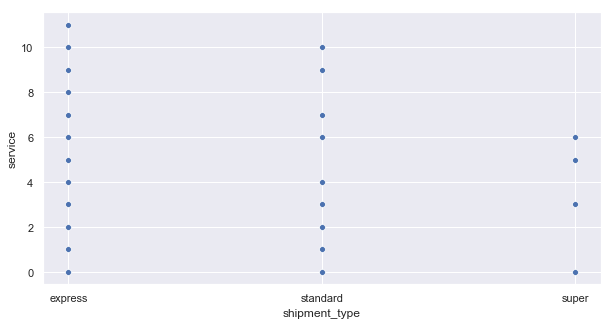 10
8
6
4
2
0
service
express
standard
super
shipment_type